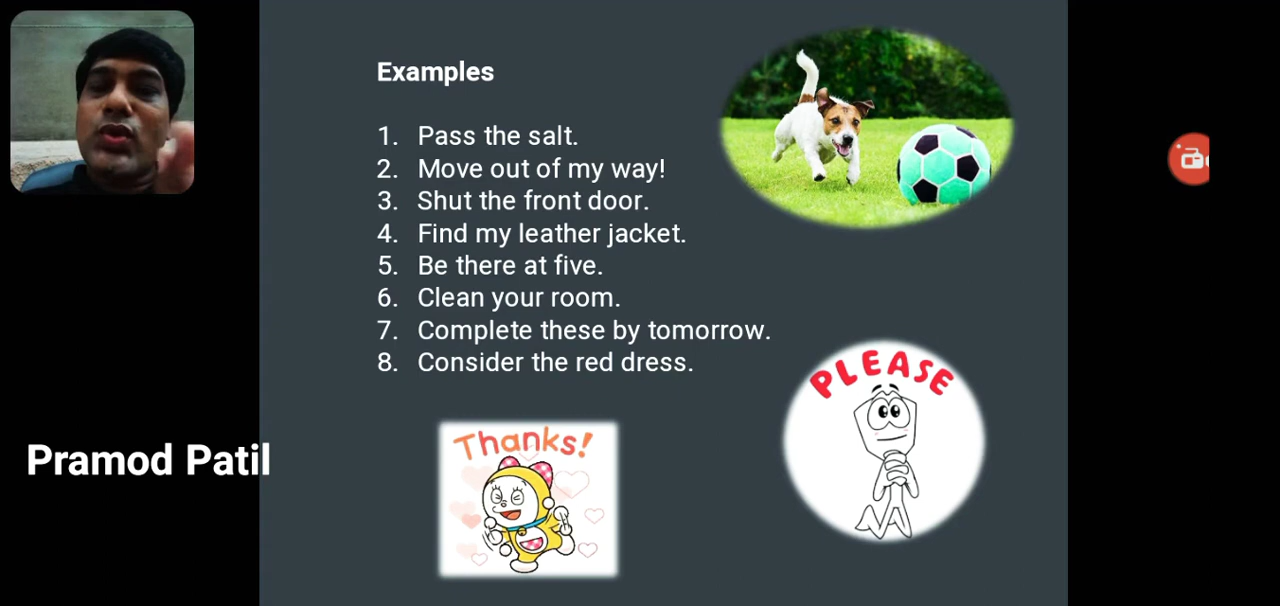 Examples
1. Pass the salt.
2. Move out of my way!
3. Shut the front door.
4. Find my leather jacket.
5. Be there at five.
6. Clean your room.
7. Complete these by tomorrow.
8. Consider the red dress.
PLEASE
Thanks!
Pramod Patil